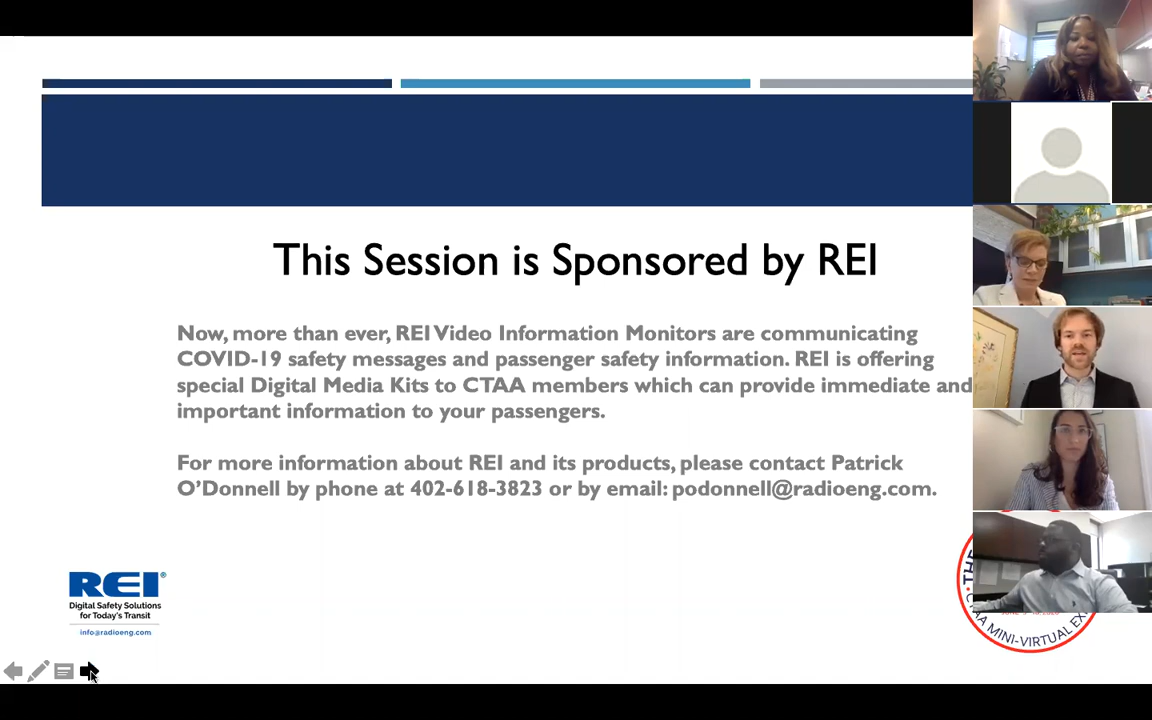 This Session is Sponsored by REI
Now, more than ever, REI Video Information Monitors are communicating
COVID-19 safety messages and passenger safety information. REI is offering
special Digital Media Kits to CTAA members which can provide immediate and
important information to your passengers.
For more information about REI and its products, please contact Patrick
O'Donnell by phone at 402-618-3823 or by email: podonnell@radioeng.com.
REI®
Digital Safety Solutions
for Today's Transit
info@radioeng.com
MINI-VIRTUAL